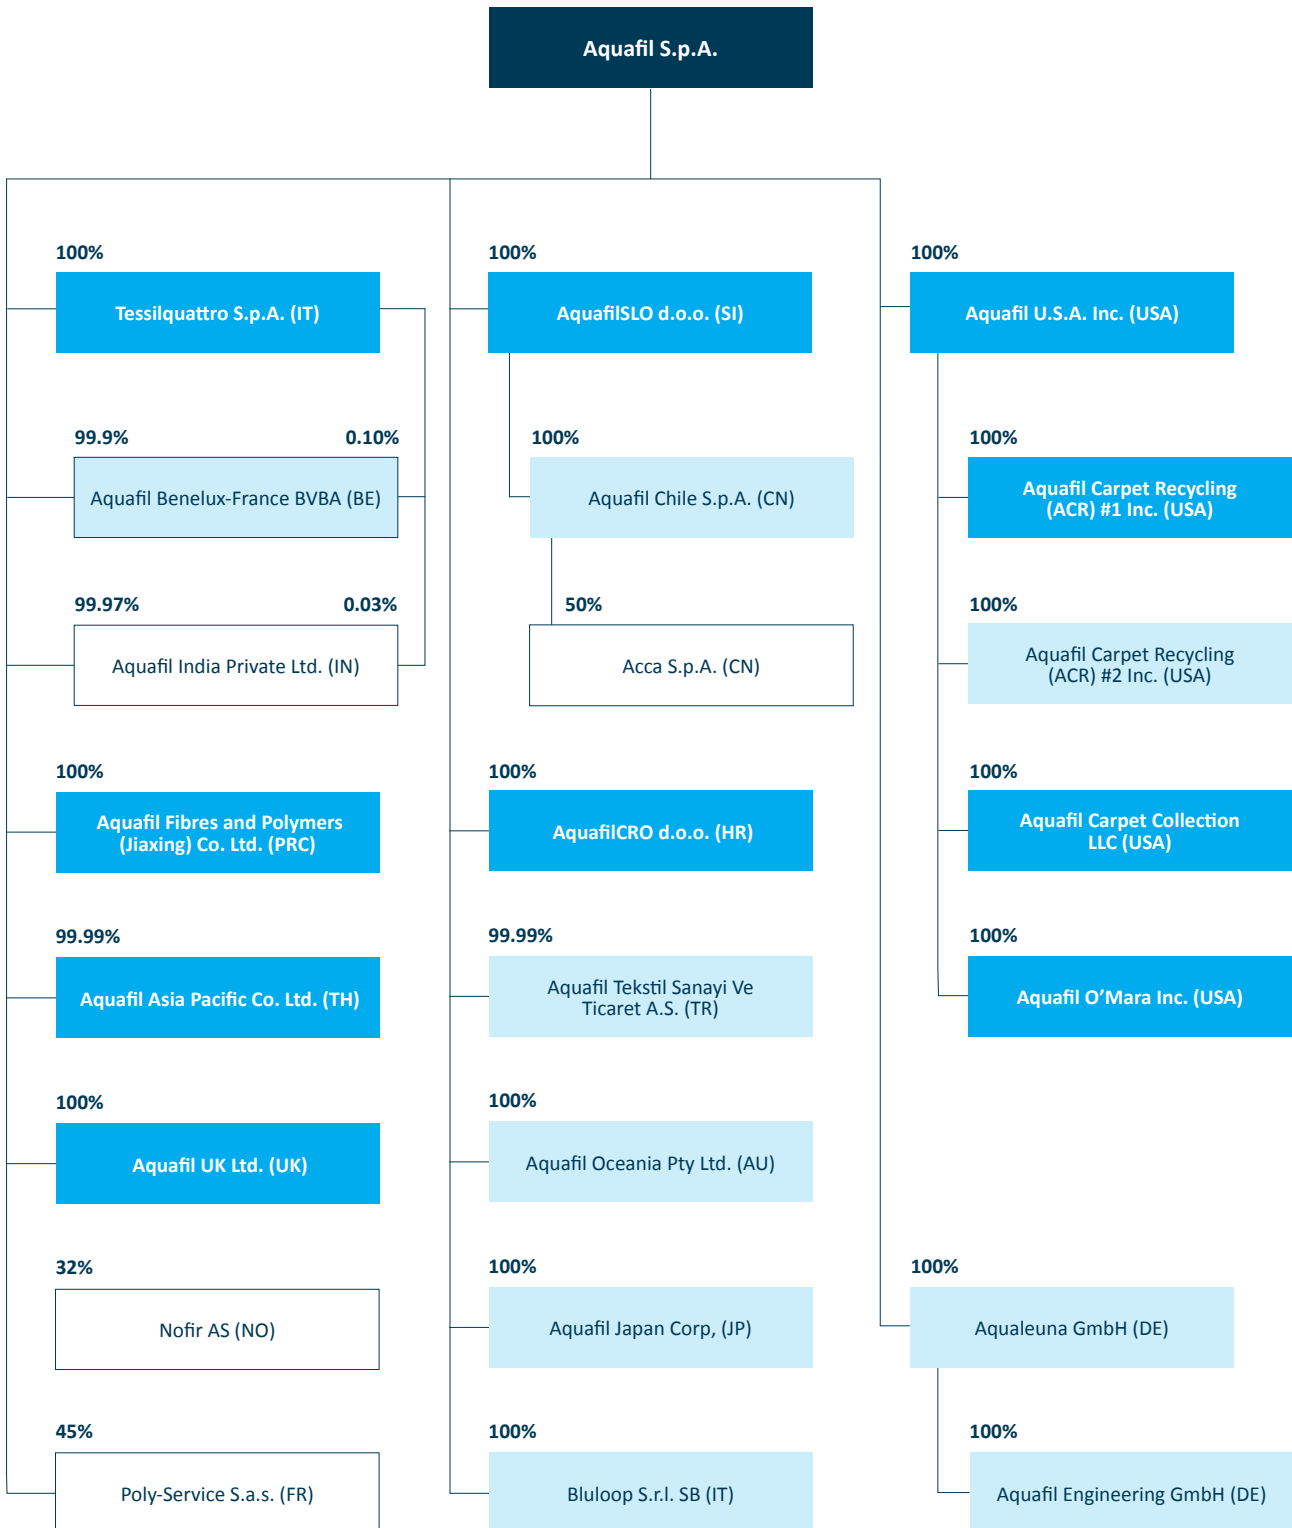 Aquafil S.p.A.
100%
Tessilquattro S.p.A. (IT)
99.9%
0.10%
Aquafil Benelux-France BVBA (BE)
99.97%
0.03%
Aquafil India Private Ltd. (IN)
100%
Aquafil Fibres and Polymers
(Jiaxing) Co. Ltd. (PRC)
99.99%
Aquafil Asia Pacific Co. Ltd. (TH)
100%
Aquafil UK Ltd. (UK)
32%
Nofir AS (NO)
45%
Poly-Service S.a.s. (FR)
100%
AquafilSLO d.o.o. (SI)
100%
Aquafil Chile S.p.A. (CN)
50%
Acca S.p.A. (CN)
100%
AquafilCRO d.o.o. (HR)
99.99%
Aquafil Tekstil Sanayi Ve
Ticaret A.S. (TR)
100%
Aquafil Oceania Pty Ltd. (AU)
100%
Aquafil Japan Corp, (JP)
100%
Bluloop S.r.l. SB (IT)
100%
Aquafil U.S.A. Inc. (USA)
100%
Aquafil Carpet Recycling
(ACR) #1 Inc. (USA)
100%
Aquafil Carpet Recycling
(ACR) #2 Inc. (USA)
100%
Aquafil Carpet Collection
LLC (USA)
100%
Aquafil O’Mara Inc. (USA)
100%
Aqualeuna GmbH (DE)
100%
Aquafil Engineering GmbH (DE)